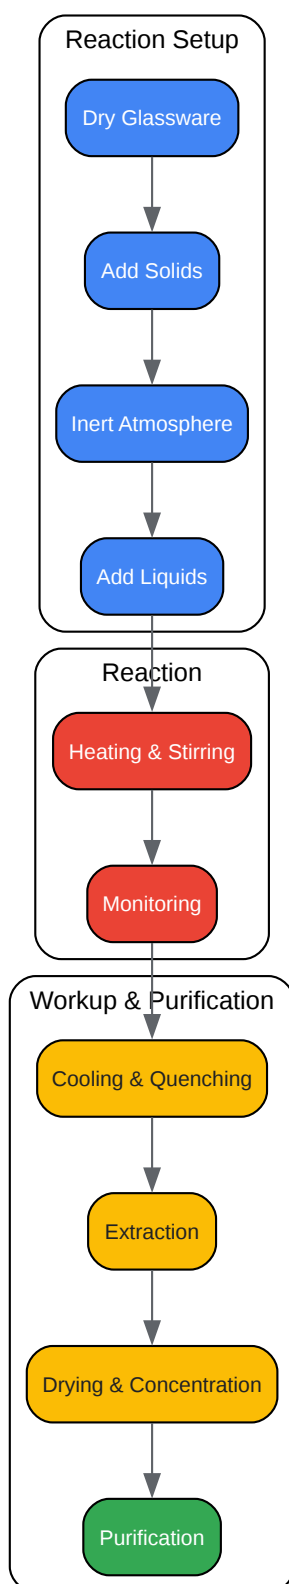 Reaction Setup
Dry Glassware
Add Solids
Inert Atmosphere
Add Liquids
Reaction
Heating & Stirring
Monitoring
Workup & Purification
Cooling & Quenching
Extraction
Drying & Concentration
Purification